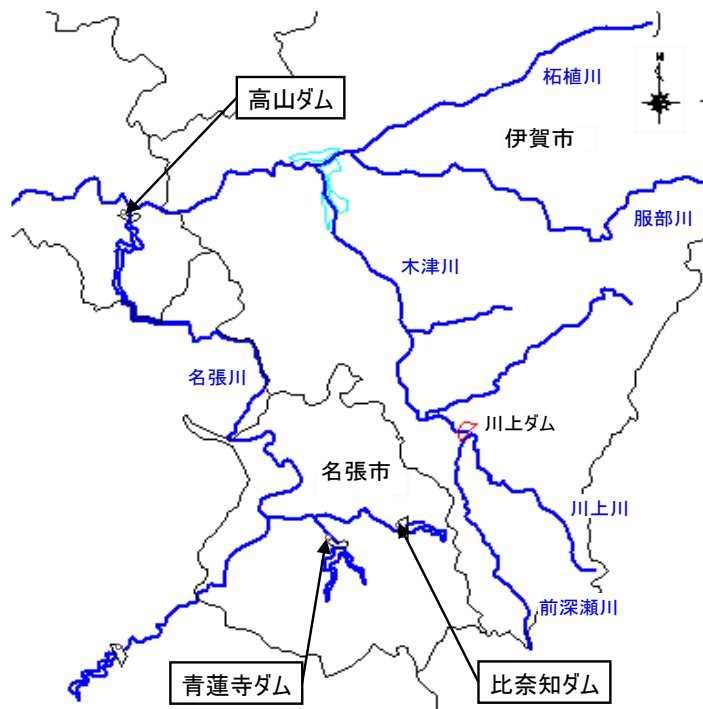 柘植川
高山ダム
N
伊賀市
服部川
木津川
名張川
川上ダム
名張市
川上川
前深瀬川
青蓮寺ダム
比奈知ダム